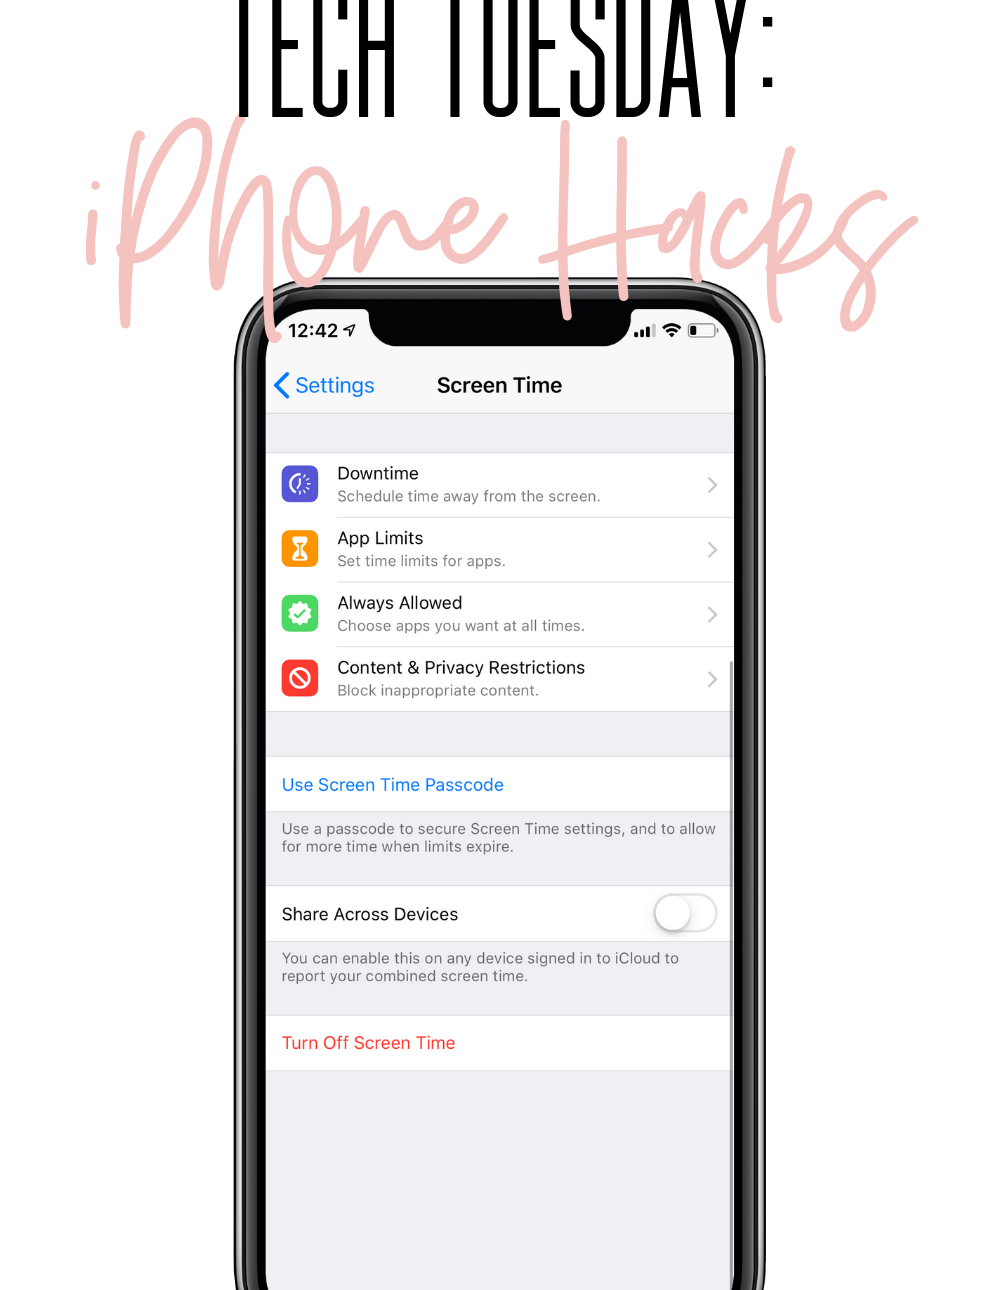 TECH TUESDAY:
iPhone Hacks
12:42
Settings
Screen Time
Downtime
Schedule time away from the screen.
App Limits
Set time limits for apps.
Always Allowed
Choose apps you want at all times.
Content & Privacy Restrictions
Block inappropriate content.
Use Screen Time Passcode
Use a passcode to secure Screen Time settings, and to allow
for more time when limits expire.
Share Across Devices
You can enable this on any device signed in to iCloud to
report your combined screen time.
Turn Off Screen Time